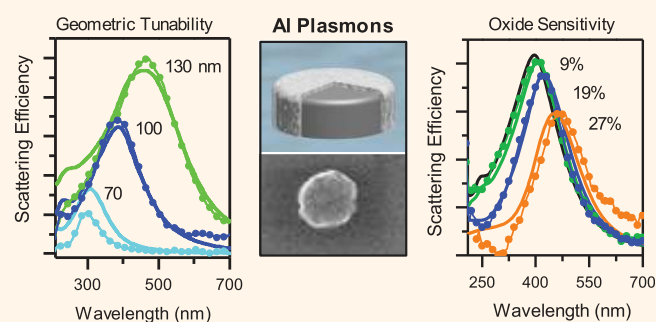 Geometric Tunability
Al Plasmons
Oxide Sensitivity
Scattering Efficiency
130 nm
100
70
300
500
700
Wavelength (nm)
Scattering Efficiency
9%
19%
27%
250
400
550
700
Wavelength (nm)